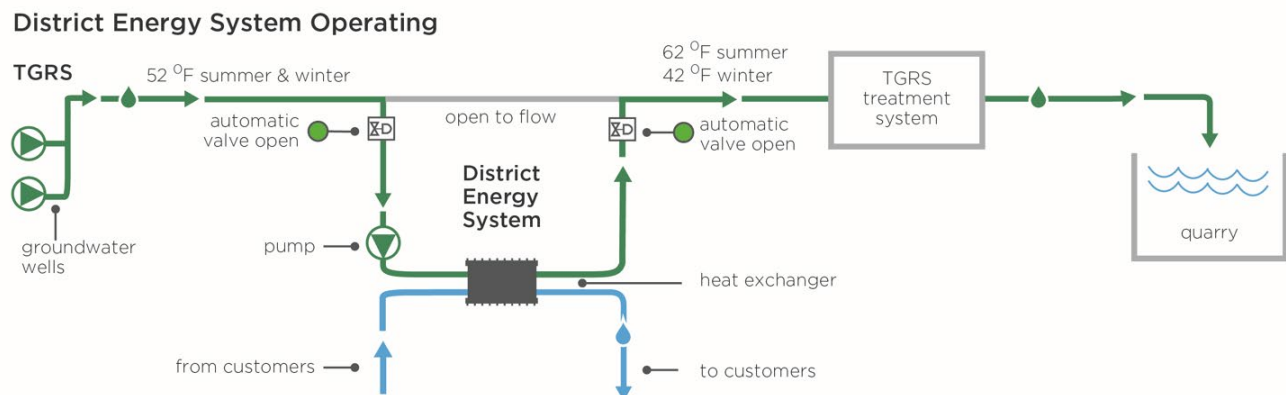 District Energy System Operating
TGRS
52 °F summer & winter
62 °F summer
42 °F winter
TGRS
treatment
system
automatic
valve open
open to flow
automatic
valve open
District
Energy
System
groundwater
wells
pump
quarry
heat exchanger
from customers
to customers